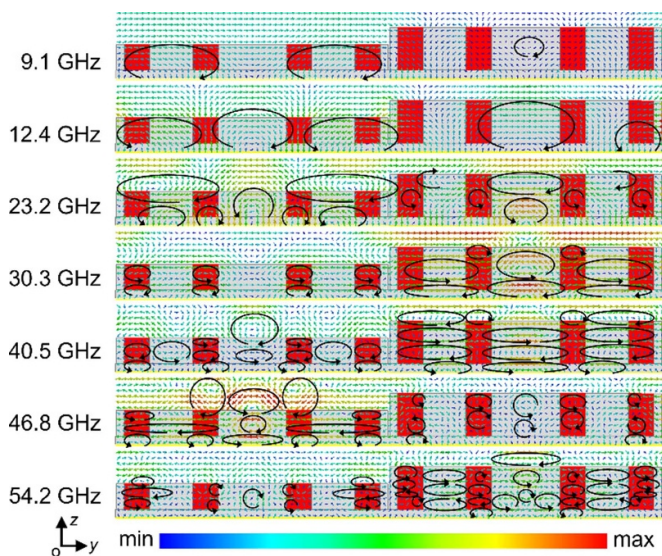 9.1 GHz
12.4 GHz
23.2 GHz
30.3 GHz
40.5 GHz
46.8 GHz
54.2 GHz
z
o y
min max